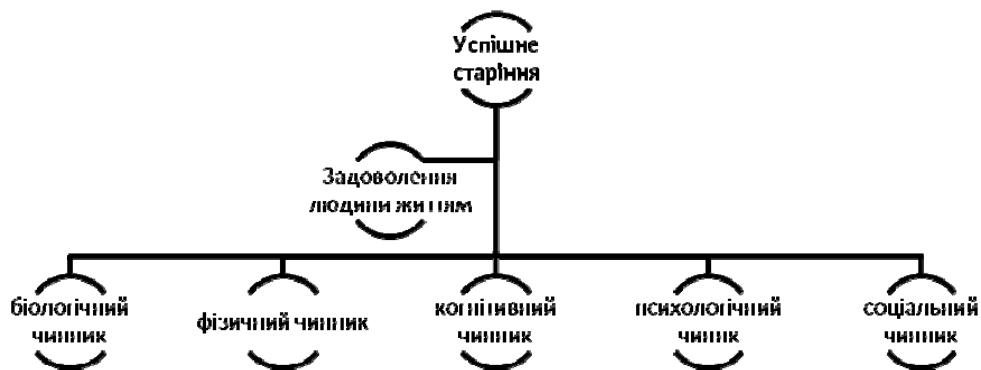 Успішне
старіння
Задоволення
людини життям
біологічний
чинник
фізичний чинник
когнітивний
чинник
психологічний
чинник
соціальний
чинник